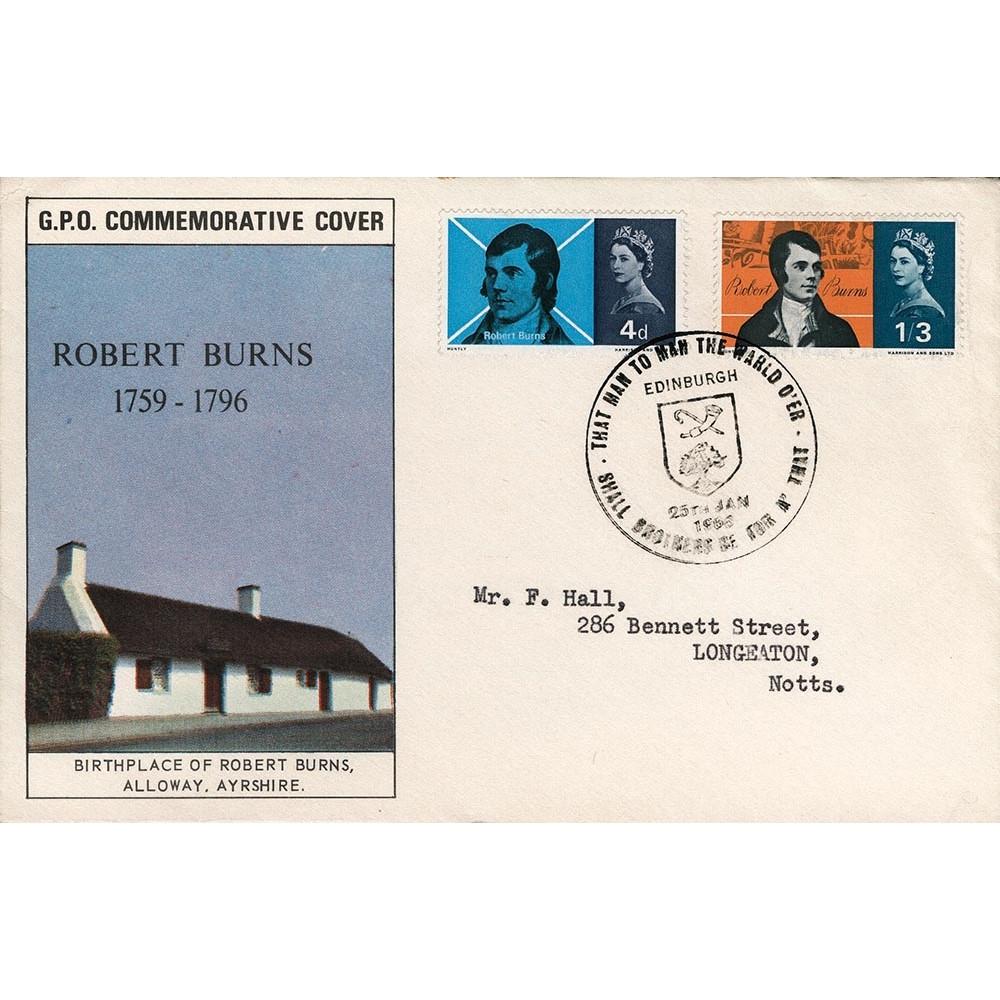 G.P.O. COMMEMORATIVE COVER
ROBERT BURNS
1759 - 1796
BIRTHPLACE OF ROBERT BURNS,
ALLOWAY, AYRSHIRE.
Robert Burns
4d
HUNTLY
Robert Burns
1/3
HARRISON AND SONS LTD
· THAT MAN TO MAN THE WARLD O'ER ·
SHALL BROTHERS BE FOR A' THAT
EDINBURGH
25TH JAN
1966
Mr. F. Hall,
286 Bennett Street,
LONGEATON,
Notts.